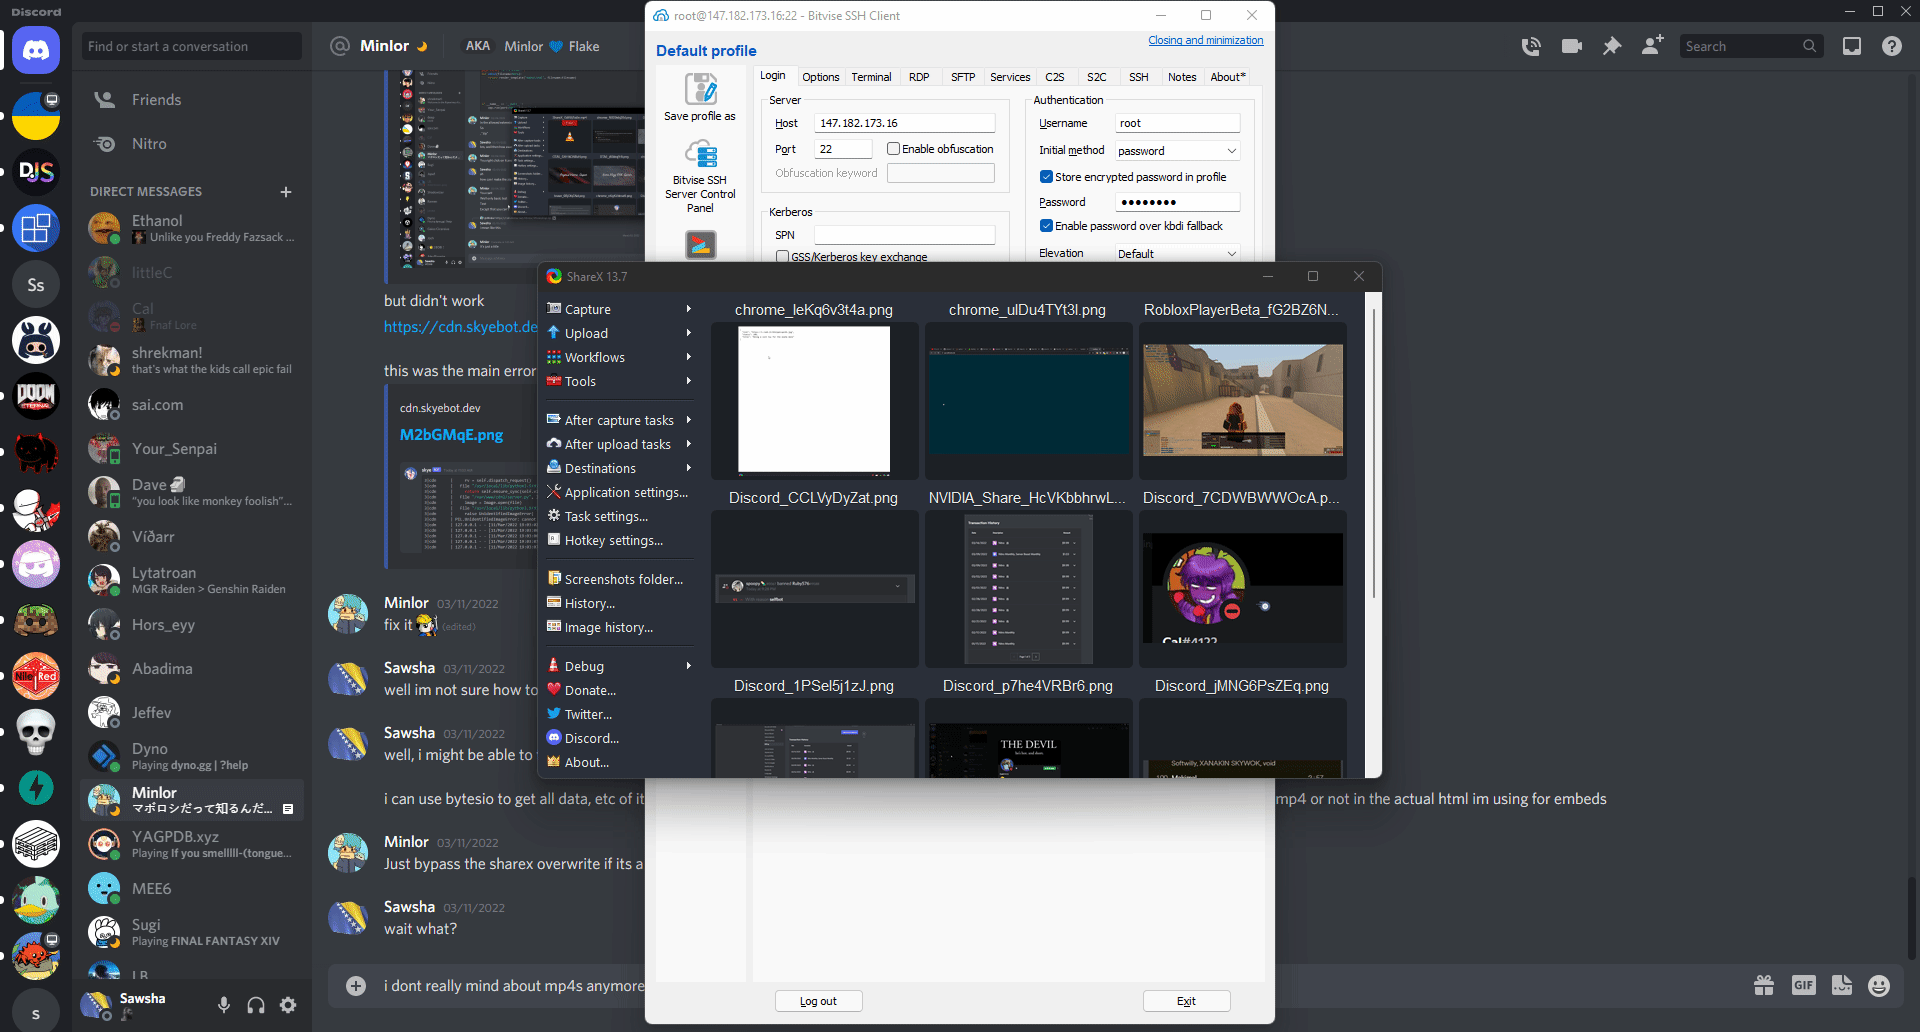 Discord
Find or start a conversation
Friends
Nitro
DIRECT MESSAGES
Ethanol
Unlike you Freddy Fazsack ...
littleC
Cal
Fnaf Lore
shrekman!
that's what the kids call epic fail
sai.com
Your_Senpai
Dave
"you look like monkey foolish"...
Víðarr
Lytatroan
MGR Raiden > Genshin Raiden
Hors_eyy
Abadima
Jeffev
Dyno
Playing dyno.gg | ?help
Minlor
マボロシだって知るんだ...
YAGPDB.xyz
Playing If you smellllll-(tongue...
MEE6
Sugi
Playing FINAL FANTASY XIV
LB
Sawsha
DJS
Ss
DOOM
ETERNAL
Nile Red
s
Minlor
AKA
Minlor 💙 Flake
Search
but didn't work
https://cdn.skyebot.de
this was the main error
cdn.skyebot.dev
M2bGMqE.png
Minlor 03/11/2022
fix it (edited)
Sawsha 03/11/2022
well im not sure how to
Sawsha 03/11/2022
well, i might be able to
i can use bytesio to get all data, etc of it
mp4 or not in the actual html im using for embeds
Minlor 03/11/2022
Just bypass the sharex overwrite if its a
Sawsha 03/11/2022
wait what?
i dont really mind about mp4s anymore
GIF
root@147.182.173.16:22 - Bitvise SSH Client
Default profile
Closing and minimization
Save profile as
Bitvise SSH
Server Control
Panel
Login Options Terminal RDP SFTP Services C2S S2C SSH Notes About*
Server
Host 147.182.173.16
Port 22 Enable obfuscation
Obfuscation keyword
Kerberos
SPN
GSS/Kerberos key exchange
Authentication
Username root
Initial method password
Store encrypted password in profile
Password ••••••••
Enable password over kbdi fallback
Elevation Default
Log out
Exit
ShareX 13.7
Capture
Upload
Workflows
Tools
After capture tasks
After upload tasks
Destinations
Application settings...
Task settings...
Hotkey settings...
Screenshots folder...
History...
Image history...
Debug
Donate...
Twitter...
Discord...
About...
chrome_leKq6v3t4a.png
chrome_ulDu4TYt3l.png
RobloxPlayerBeta_fG2BZ6N...
Discord_CCLVyDyZat.png
NVIDIA_Share_HcVKbbhrwL...
Discord_7CDWBWWOcA.p...
Transaction History
Cal#4122
Discord_1PSel5j1zJ.png
Discord_p7he4VRBr6.png
Discord_jMNG6PsZEq.png
THE DEVIL
Softwilly, XANAKIN SKYWOK, void